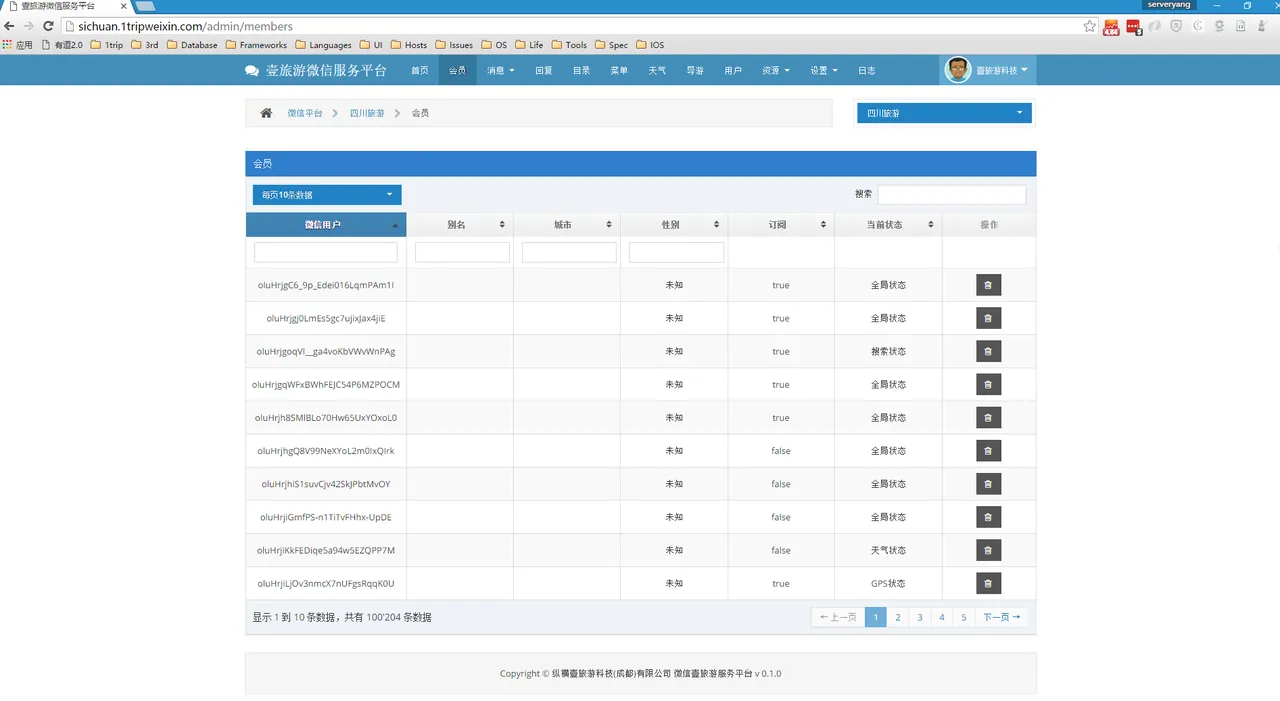 壹旅游微信服务平台
serveryang
sichuan.1tripweixin.com/admin/members
4.64
5
应用 有道2.0 1trip 3rd Database Frameworks Languages UI Hosts Issues OS Life Tools Spec IOS
壹旅游微信服务平台 首页 会员 消息 回复 目录 菜单 天气 导游 用户 资源 设置 日志 壹旅游科技
微信平台 四川旅游 会员
四川旅游
会员
每页10条数据 搜索
微信用户 别名 城市 性别 订阅 当前状态 操作
oluHrjgC6_9p_Edei016LqmPAm1I 未知 true 全局状态
oluHrjgj0LmEs5gc7ujixJax4jiE 未知 true 全局状态
oluHrjgoqVI__ga4voKbVWvWnPAg 未知 true 搜索状态
oluHrjgqWFxBWhFEJC54P6MZPOCM 未知 true 全局状态
oluHrjh8SMlBLo70Hw65UxYOxoL0 未知 true 全局状态
oluHrjhgQ8V99NeXYoL2m0IxQIrk 未知 false 全局状态
oluHrjhiS1suvCjv42SkJPbtMvOY 未知 false 全局状态
oluHrjiGmfPS-n1TiTvFHhx-UpDE 未知 false 全局状态
oluHrjiKkFEDiqe5a94w5EZQPP7M 未知 false 天气状态
oluHrjiLjOv3nmcX7nUFgsRqqK0U 未知 true GPS状态
显示 1 到 10 条数据，共有 100'204 条数据 ←上一页 1 2 3 4 5 下一页→
Copyright © 纵横壹旅游科技(成都)有限公司 微信壹旅游服务平台 v 0.1.0